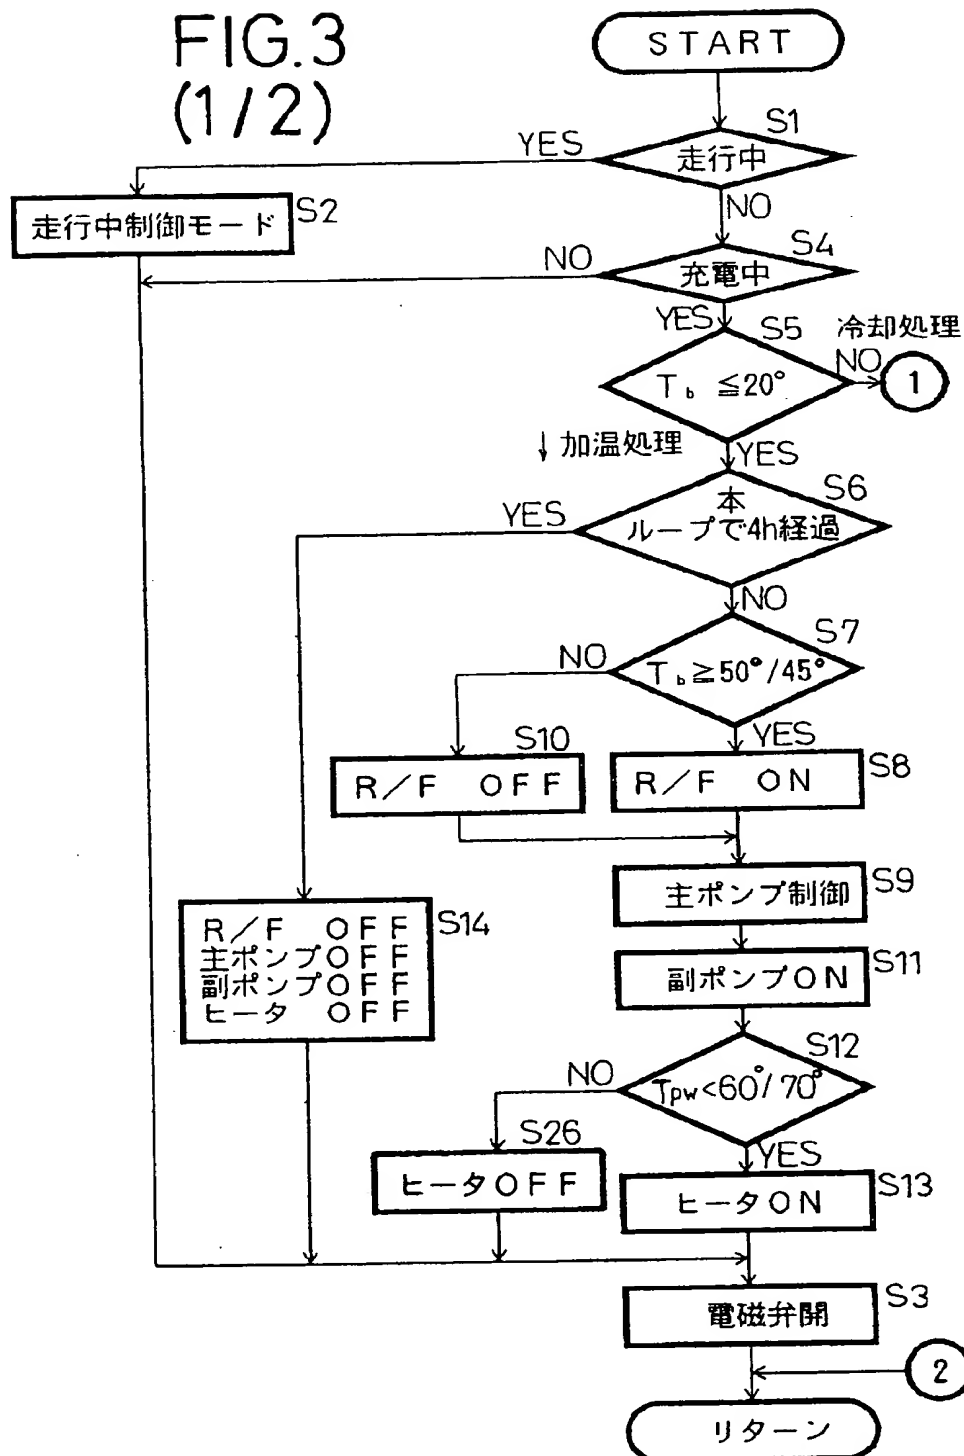 FIG.3
(1/2)
START
S1
走行中
YES
NO
S2
走行中制御モード
S4
充電中
NO
YES
S5
Tb ≦20°
冷却処理
NO
1
↓ 加温処理
YES
S6
本
ループで4h経過
YES
NO
S7
Tb≧50°/45°
NO
YES
S10
R/F OFF
S8
R/F ON
S9
主ポンプ制御
S14
R/F OFF
主ポンプOFF
副ポンプOFF
ヒータ OFF
S11
副ポンプON
S12
Tpw<60°/70°
NO
YES
S26
ヒータOFF
S13
ヒータON
S3
電磁弁開
2
リターン